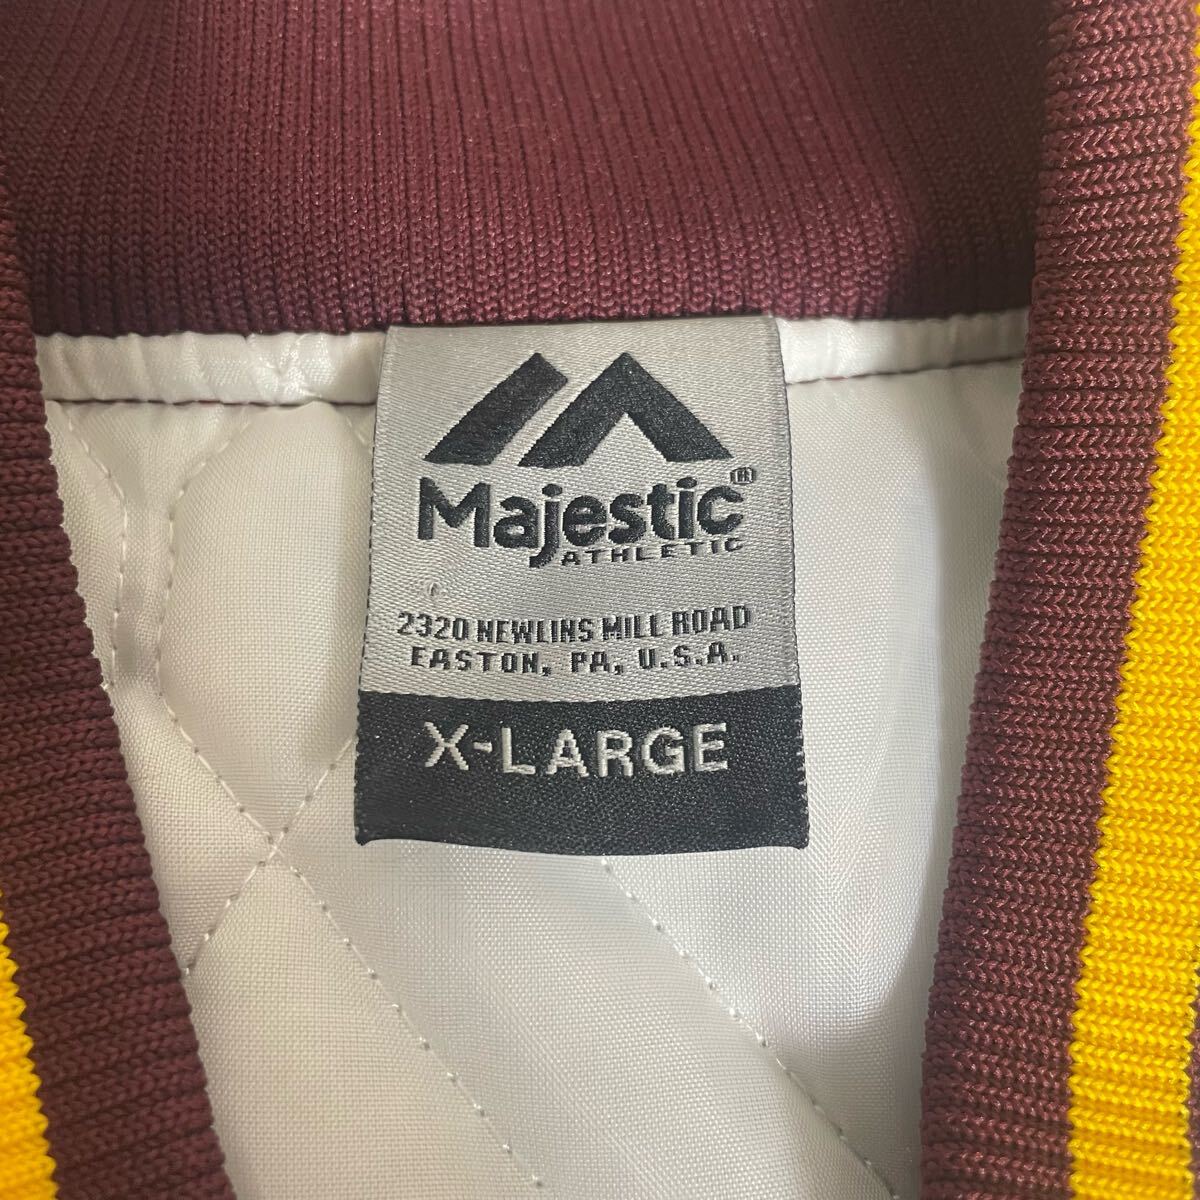 Majestic®
ATHLETIC
2320 NEWLINS MILL ROAD
EASTON, PA, U.S.A.
X-LARGE